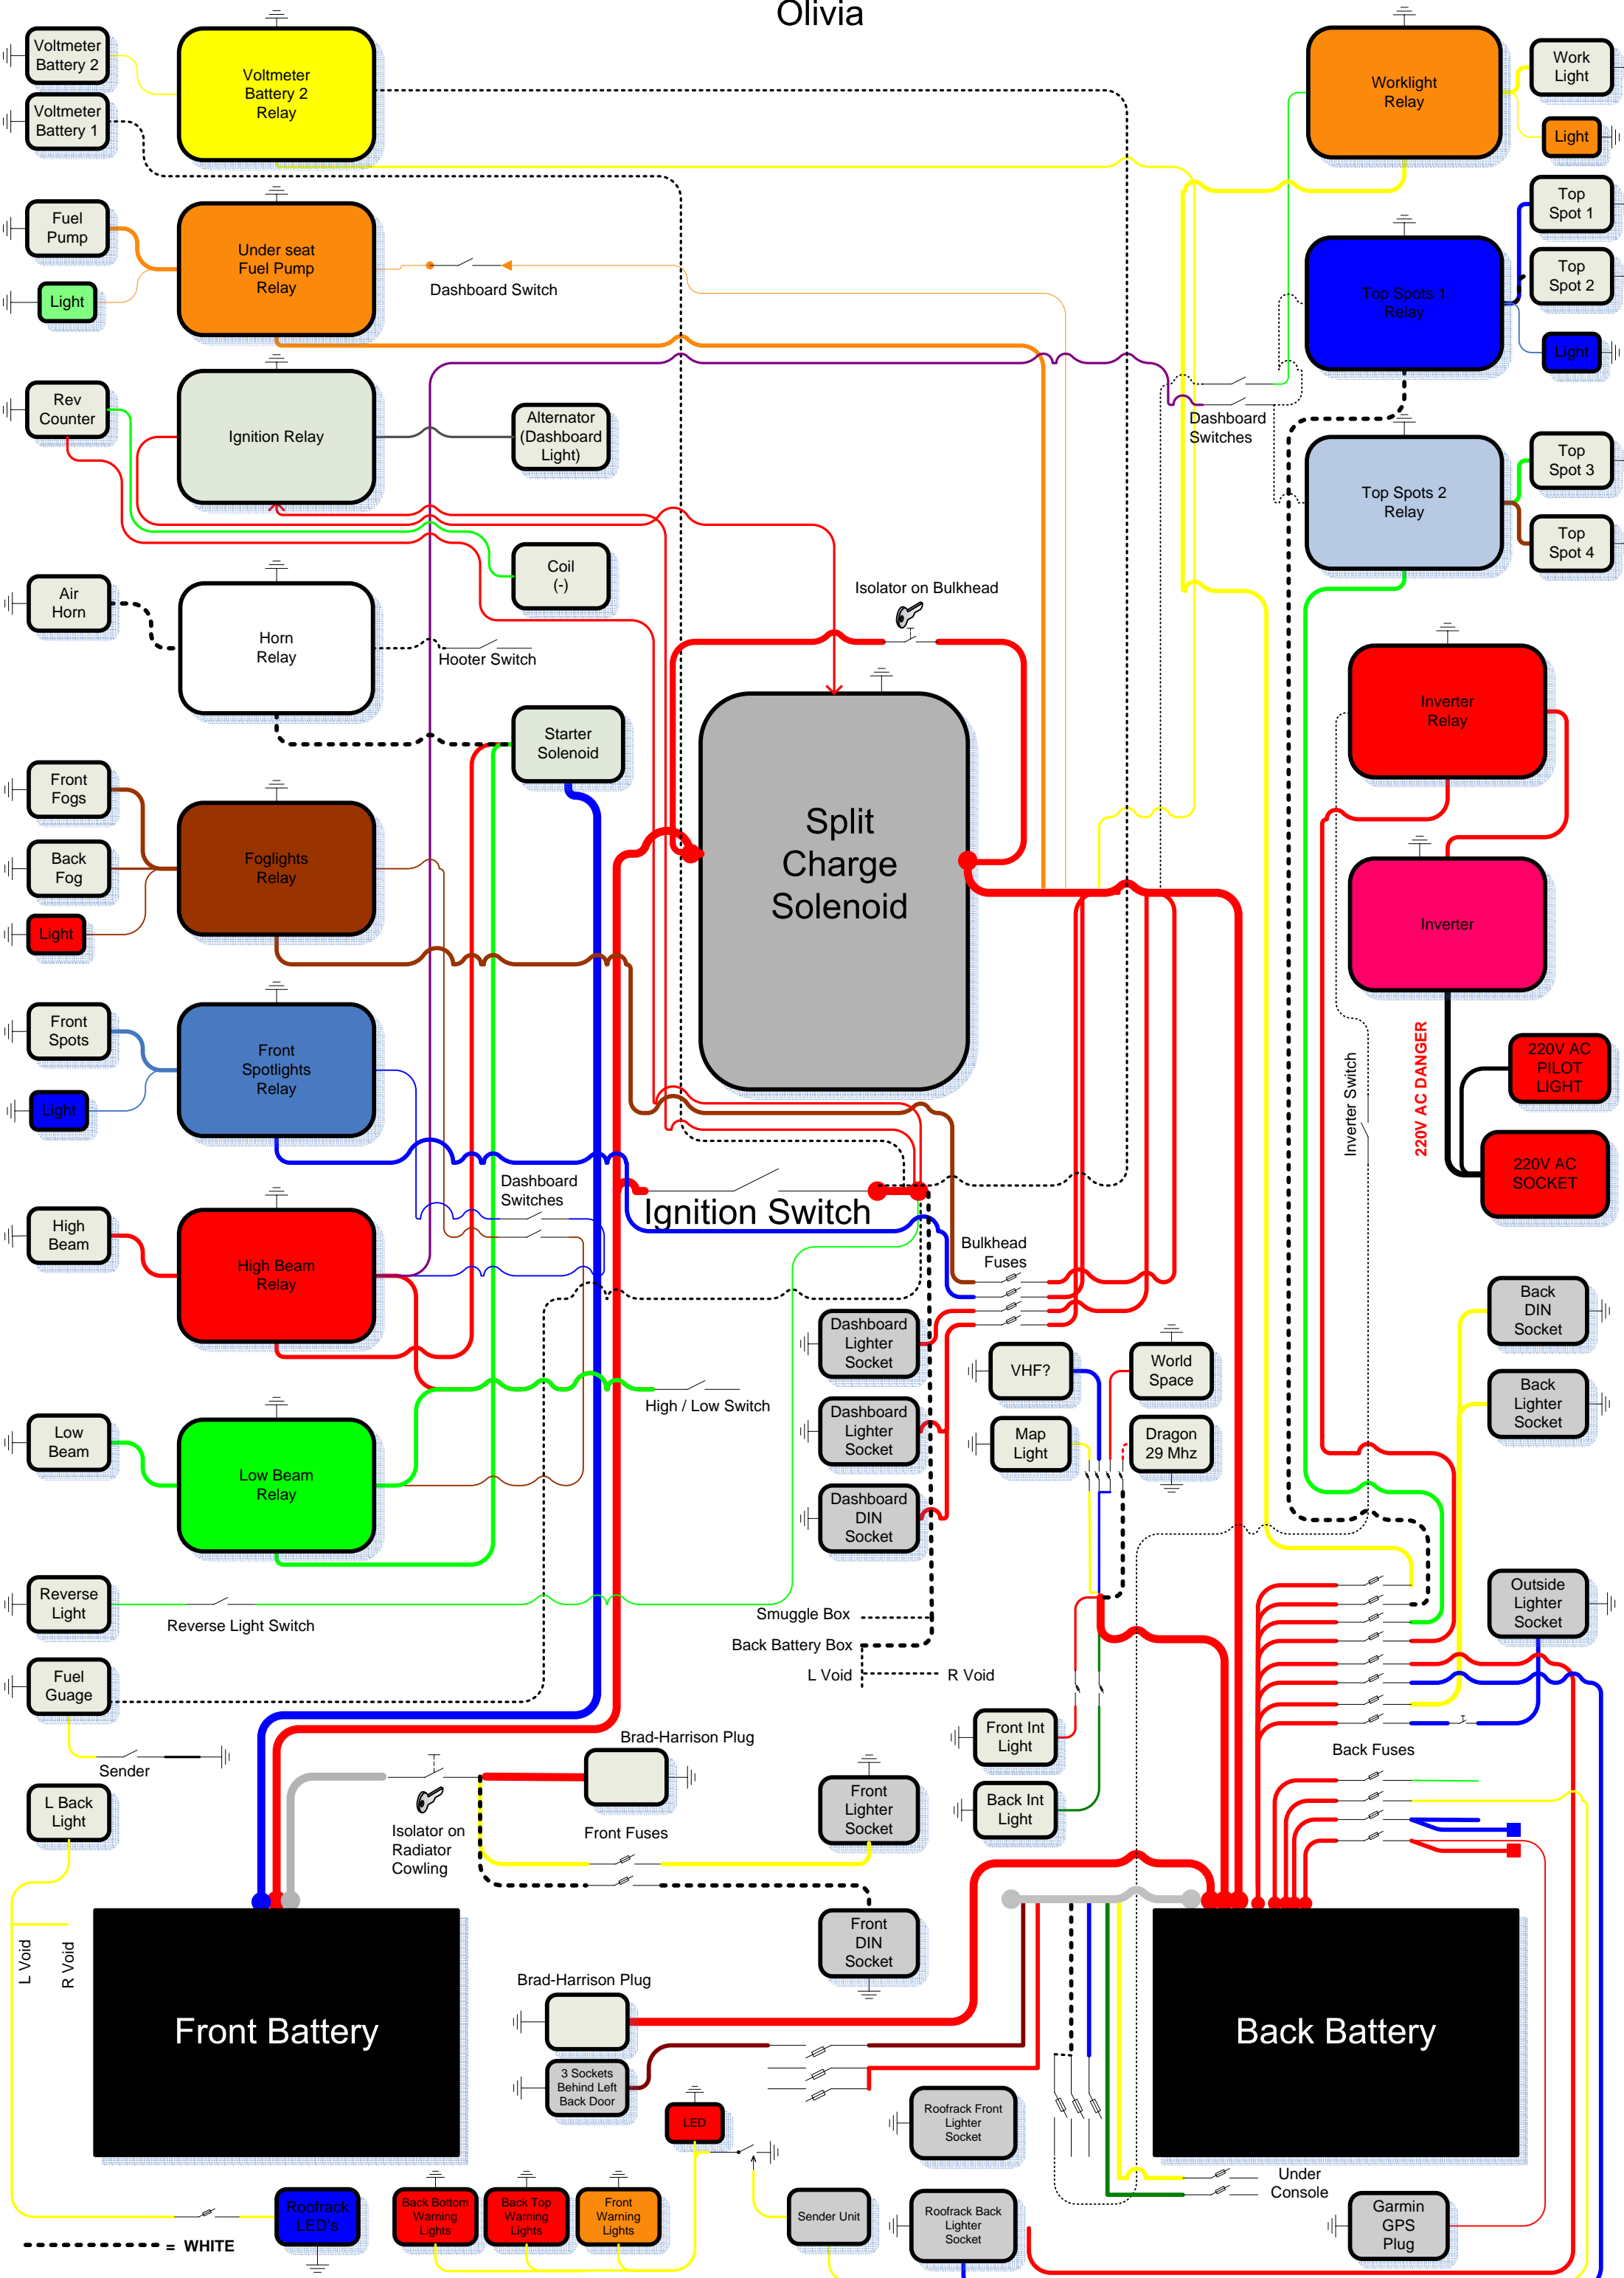 Olivia
Voltmeter
Battery 2
Voltmeter
Battery 1
Voltmeter
Battery 2
Relay
Worklight
Relay
Work
Light
Light
Fuel
Pump
Light
Under seat
Fuel Pump
Relay
Dashboard Switch
Top Spots 1
Relay
Top
Spot 1
Top
Spot 2
Light
Rev
Counter
Ignition Relay
Alternator
(Dashboard
Light)
Dashboard
Switches
Top Spots 2
Relay
Top
Spot 3
Top
Spot 4
Coil
(-)
Air
Horn
Horn
Relay
Hooter Switch
Isolator on Bulkhead
Starter
Solenoid
Inverter
Relay
Front
Fogs
Back
Fog
Light
Foglights
Relay
Split
Charge
Solenoid
Inverter
Front
Spots
Light
Front
Spotlights
Relay
Inverter Switch
220V AC DANGER
220V AC
PILOT
LIGHT
220V AC
SOCKET
Dashboard
Switches
Ignition Switch
High
Beam
High Beam
Relay
Bulkhead
Fuses
Dashboard
Lighter
Socket
VHF?
World
Space
Back
DIN
Socket
High / Low Switch
Dashboard
Lighter
Socket
Map
Light
Dragon
29 Mhz
Back
Lighter
Socket
Low
Beam
Low Beam
Relay
Dashboard
DIN
Socket
Reverse
Light
Reverse Light Switch
Smuggle Box
Back Battery Box
L Void
R Void
Outside
Lighter
Socket
Fuel
Guage
Sender
Front Int
Light
Back Int
Light
Back Fuses
Brad-Harrison Plug
L Back
Light
Isolator on
Radiator
Cowling
Front Fuses
Front
Lighter
Socket
Front
DIN
Socket
L Void
R Void
Front Battery
Back Battery
Brad-Harrison Plug
3 Sockets
Behind Left
Back Door
LED
Roofrack Front
Lighter
Socket
Under
Console
Roofrack
LED's
Back Bottom
Warning
Lights
Back Top
Warning
Lights
Front
Warning
Lights
Sender Unit
Roofrack Back
Lighter
Socket
Garmin
GPS
Plug
= WHITE